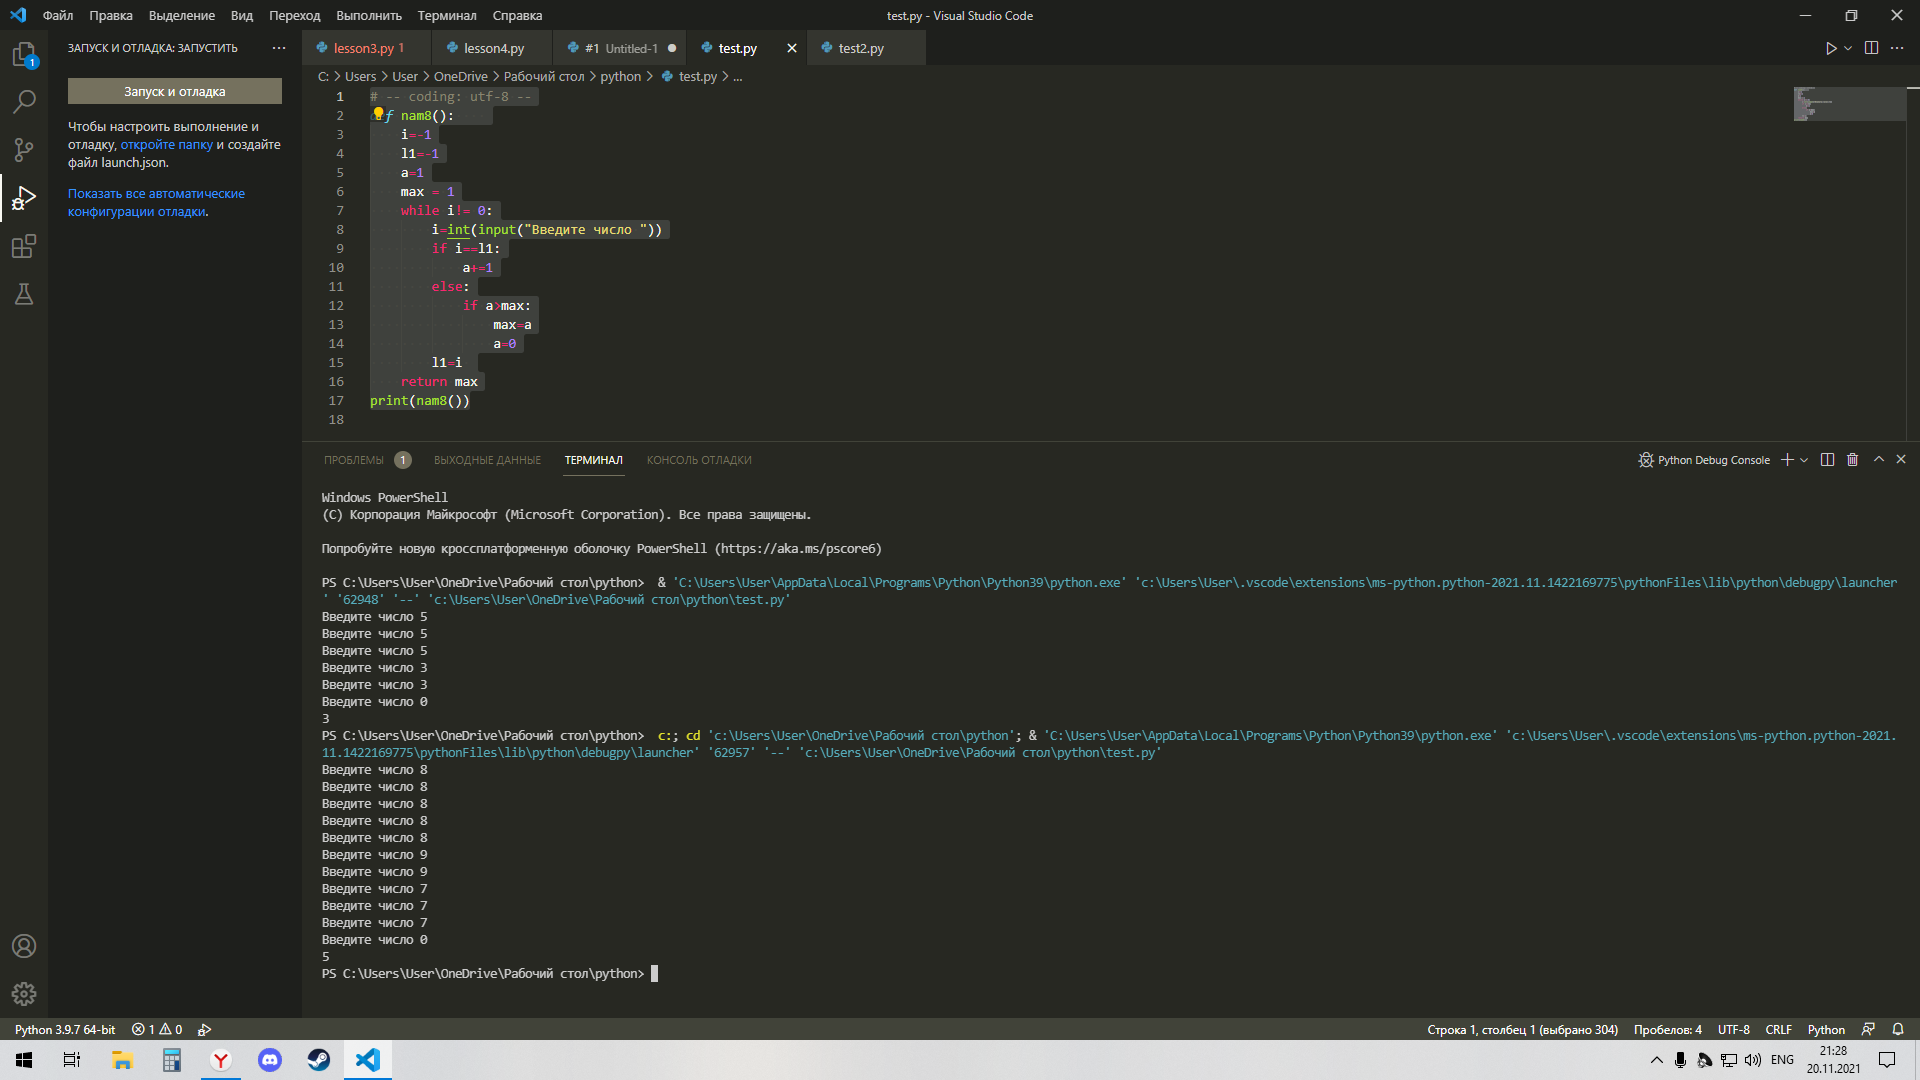 Файл Правка Выделение Вид Переход Выполнить Терминал Справка
test.py - Visual Studio Code
ЗАПУСК И ОТЛАДКА: ЗАПУСТИТЬ
lesson3.py 1
lesson4.py
#1 Untitled-1
test.py
test2.py
1
Запуск и отладка
Чтобы настроить выполнение и
отладку, откройте папку и создайте
файл launch.json.
Показать все автоматические
конфигурации отладки.
C: > Users > User > OneDrive > Рабочий стол > python > test.py > ...
1 # -- coding: utf-8 --
2 f nam8():
3 i=-1
4 l1=-1
5 a=1
6 max = 1
7 while i!= 0:
8 i=int(input("Введите число "))
9 if i==l1:
10 a+=1
11 else:
12 if a>max:
13 max=a
14 a=0
15 l1=i
16 return max
17 print(nam8())
18
ПРОБЛЕМЫ 1 ВЫХОДНЫЕ ДАННЫЕ ТЕРМИНАЛ КОНСОЛЬ ОТЛАДКИ
Python Debug Console
Windows PowerShell
(C) Корпорация Майкрософт (Microsoft Corporation). Все права защищены.
Попробуйте новую кроссплатформенную оболочку PowerShell (https://aka.ms/pscore6)
PS C:\Users\User\OneDrive\Рабочий стол\python>  & 'C:\Users\User\AppData\Local\Programs\Python\Python39\python.exe' 'c:\Users\User\.vscode\extensions\ms-python.python-2021.11.1422169775\pythonFiles\lib\python\debugpy\launcher
' '62948' '--' 'c:\Users\User\OneDrive\Рабочий стол\python\test.py'
Введите число 5
Введите число 5
Введите число 5
Введите число 3
Введите число 3
Введите число 0
3
PS C:\Users\User\OneDrive\Рабочий стол\python>  c:; cd 'c:\Users\User\OneDrive\Рабочий стол\python'; & 'C:\Users\User\AppData\Local\Programs\Python\Python39\python.exe' 'c:\Users\User\.vscode\extensions\ms-python.python-2021.
11.1422169775\pythonFiles\lib\python\debugpy\launcher' '62957' '--' 'c:\Users\User\OneDrive\Рабочий стол\python\test.py'
Введите число 8
Введите число 8
Введите число 8
Введите число 8
Введите число 8
Введите число 9
Введите число 9
Введите число 7
Введите число 7
Введите число 7
Введите число 0
5
PS C:\Users\User\OneDrive\Рабочий стол\python>
Python 3.9.7 64-bit 1 0
Строка 1, столбец 1 (выбрано 304) Пробелов: 4 UTF-8 CRLF Python
ENG
21:28
20.11.2021